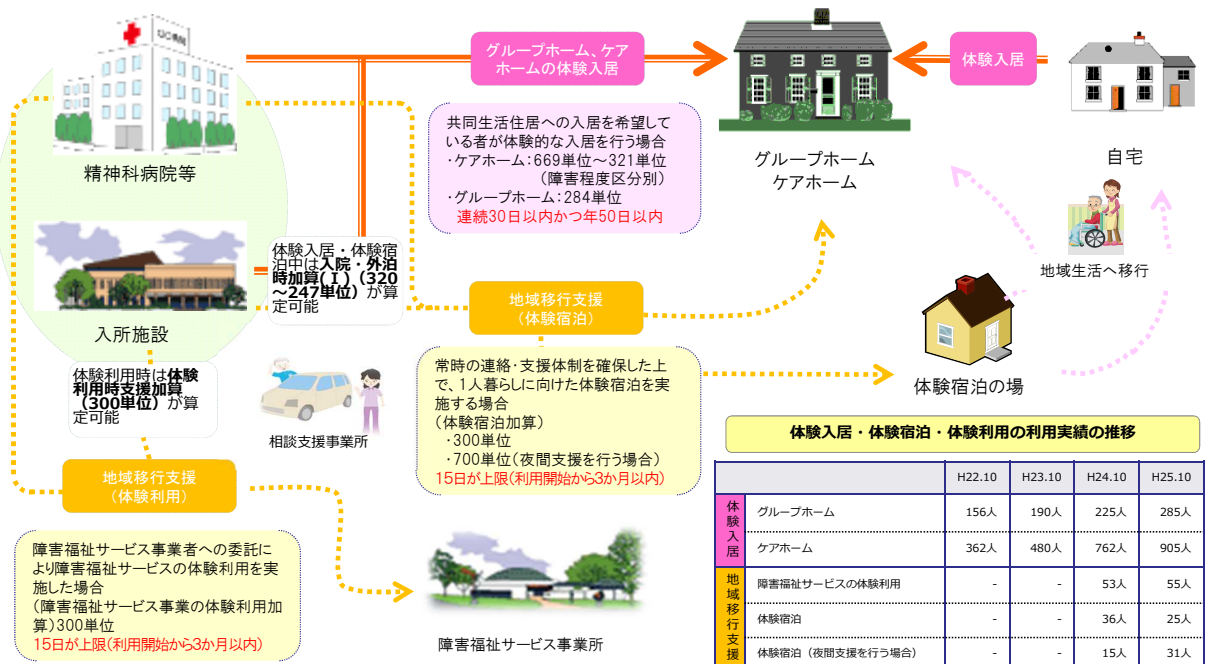 グループホーム、ケア
ホームの体験入居
体験入居
精神科病院等
共同生活住居への入居を希望して
いる者が体験的な入居を行う場合
・ケアホーム:669単位~321単位
(障害程度区分別)
・グループホーム:284単位
連続30日以内かつ年50日以内
グループホーム
ケアホーム
自宅
地域生活へ移行
入所施設
体験入居・体験宿
泊中は入院・外泊
時加算(Ⅰ)(320
~247単位)が算
定可能
地域移行支援
(体験宿泊)
体験宿泊の場
体験利用時は体験
利用時支援加算
(300単位)が算
定可能
相談支援事業所
常時の連絡・支援体制を確保した上
で、1人暮らしに向けた体験宿泊を実
施する場合
(体験宿泊加算)
・300単位
・700単位(夜間支援を行う場合)
15日が上限(利用開始から3か月以内)
地域移行支援
(体験利用)
障害福祉サービス事業者への委託に
より障害福祉サービスの体験利用を実
施した場合
(障害福祉サービス事業の体験利用加
算)300単位
15日が上限(利用開始から3か月以内)
障害福祉サービス事業所
体験入居・体験宿泊・体験利用の利用実績の推移
H22.10 H23.10 H24.10 H25.10
体験入居
グループホーム 156人 190人 225人 285人
ケアホーム 362人 480人 762人 905人
地域移行支援
障害福祉サービスの体験利用 - - 53人 55人
体験宿泊 - - 36人 25人
体験宿泊(夜間支援を行う場合) - - 15人 31人